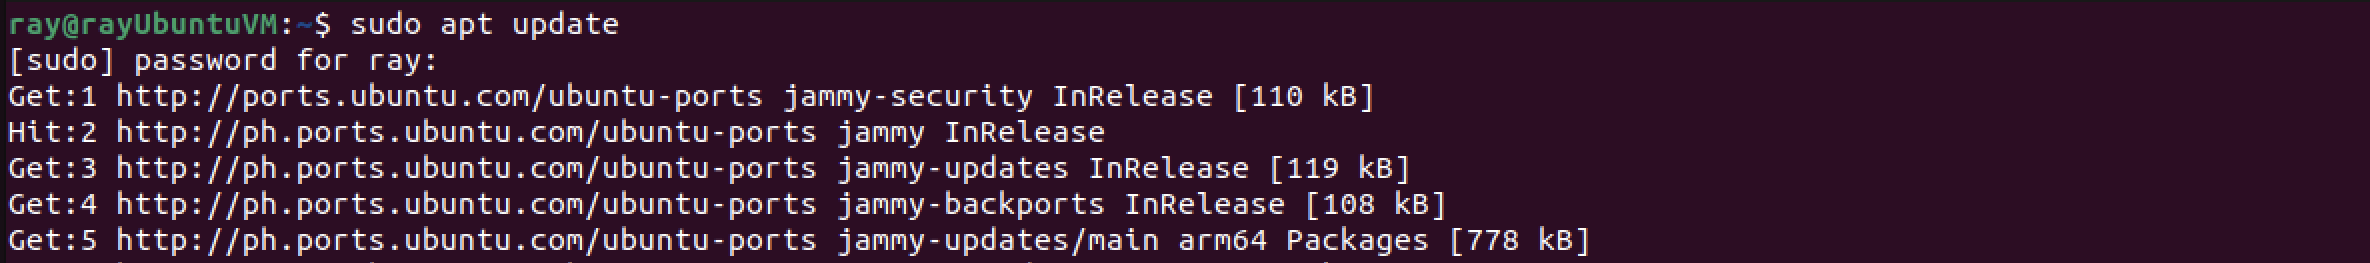 ray@rayUbuntuVM:~$ sudo apt update
[sudo] password for ray:
Get:1 http://ports.ubuntu.com/ubuntu-ports jammy-security InRelease [110 kB]
Hit:2 http://ph.ports.ubuntu.com/ubuntu-ports jammy InRelease
Get:3 http://ph.ports.ubuntu.com/ubuntu-ports jammy-updates InRelease [119 kB]
Get:4 http://ph.ports.ubuntu.com/ubuntu-ports jammy-backports InRelease [108 kB]
Get:5 http://ph.ports.ubuntu.com/ubuntu-ports jammy-updates/main arm64 Packages [778 kB]